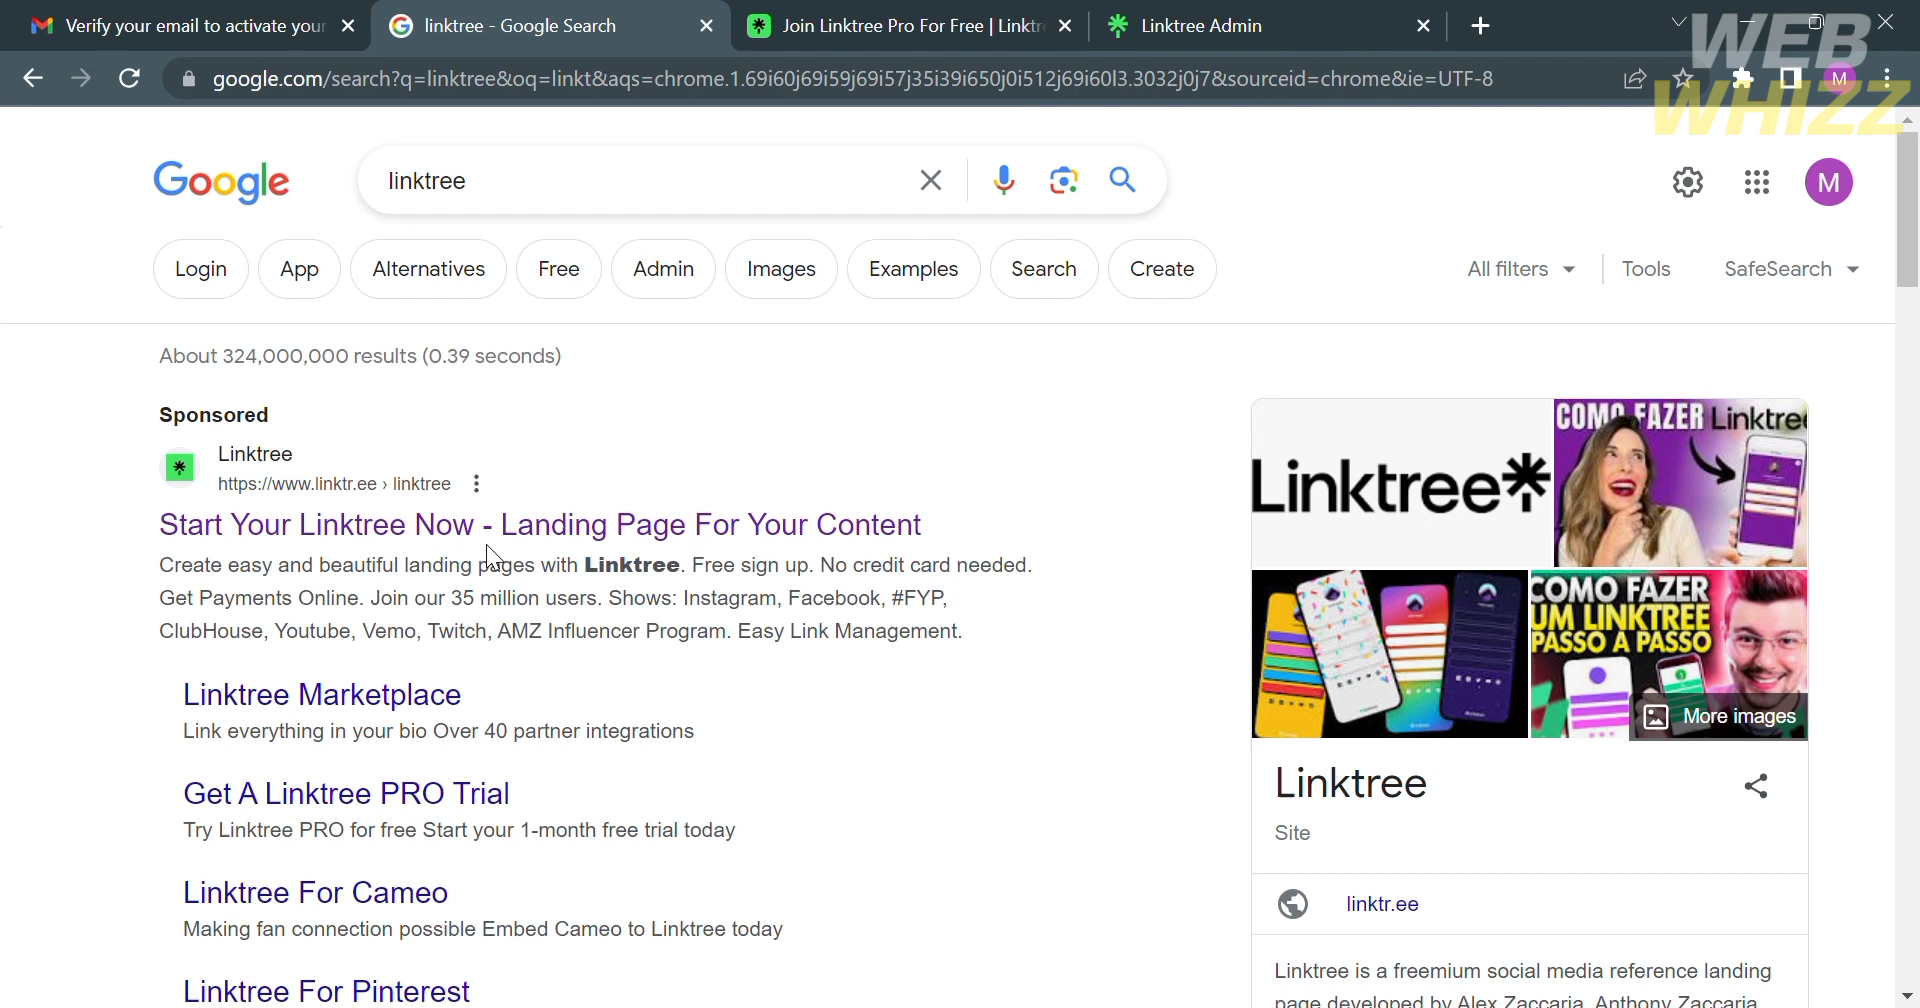 Verify your email to activate your
linktree - Google Search
Join Linktree Pro For Free | Linktre
Linktree Admin
google.com/search?q=linktree&oq=linkt&aqs=chrome.1.69i60j69i59j69i57j35i39i650j0i512j69i60l3.3032j0j7&sourceid=chrome&ie=UTF-8
M
WEB
WHIZZ
Google
linktree
M
Login
App
Alternatives
Free
Admin
Images
Examples
Search
Create
All filters
Tools
SafeSearch
About 324,000,000 results (0.39 seconds)
Sponsored
Linktree
https://www.linktr.ee › linktree
Start Your Linktree Now - Landing Page For Your Content
Create easy and beautiful landing pages with Linktree. Free sign up. No credit card needed.
Get Payments Online. Join our 35 million users. Shows: Instagram, Facebook, #FYP,
ClubHouse, Youtube, Vemo, Twitch, AMZ Influencer Program. Easy Link Management.
Linktree Marketplace
Link everything in your bio Over 40 partner integrations
Get A Linktree PRO Trial
Try Linktree PRO for free Start your 1-month free trial today
Linktree For Cameo
Making fan connection possible Embed Cameo to Linktree today
Linktree For Pinterest
Linktree
COMO FAZER Linktree
COMO FAZER
UM LINKTREE
PASSO A PASSO
More images
Linktree
Site
linktr.ee
Linktree is a freemium social media reference landing
page developed by Alex Zaccaria, Anthony Zaccaria